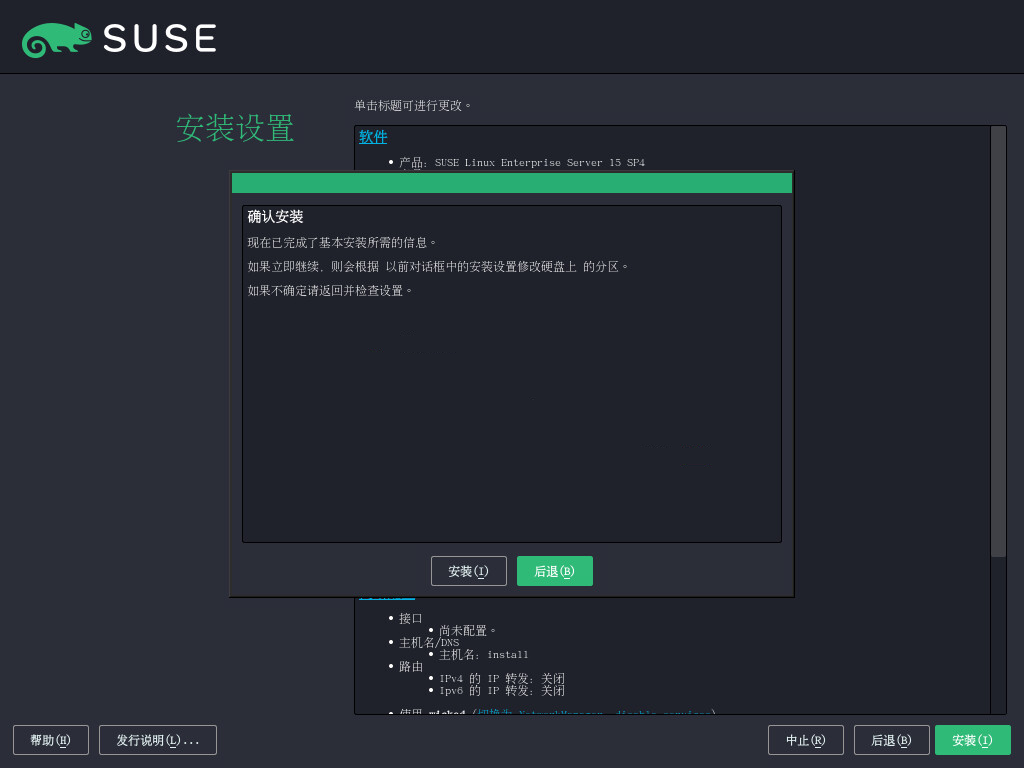 SUSE
安装设置
单击标题可进行更改。
软件
• 产品: SUSE Linux Enterprise Server 15 SP4
确认安装
现在已完成了基本安装所需的信息。
如果立即继续, 则会根据 以前对话框中的安装设置修改硬盘上 的分区。
如果不确定请返回并检查设置。
安装(I) 后退(B)
• 接口
• 尚未配置。
• 主机名/DNS
• 主机名: install
• 路由
• IPv4 的 IP 转发: 关闭
• Ipv6 的 IP 转发: 关闭
• 使用 wicked (切换为 NetworkManager, disable services)
帮助(H) 发行说明(L)... 中止(R) 后退(B) 安装(I)